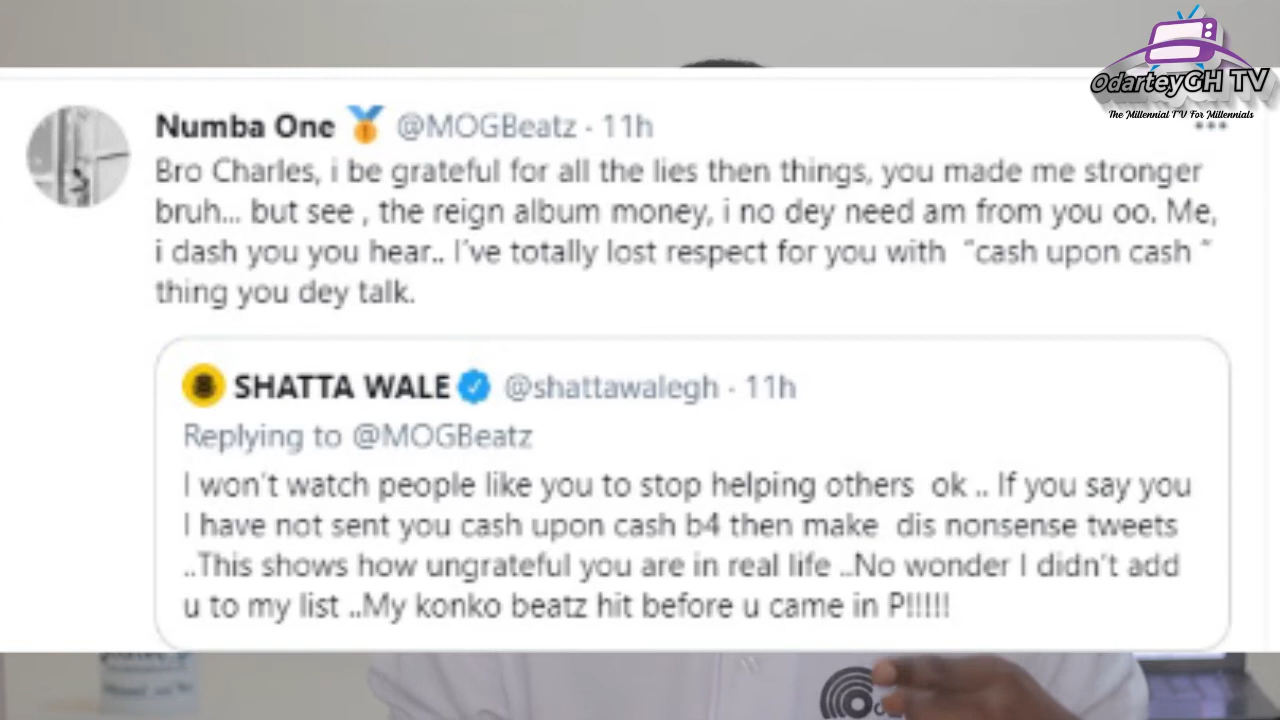 OdarteyGH TV
The Millennial TV For Millennials
Numba One 🏅 @MOGBeatz · 11h
Bro Charles, i be grateful for all the lies then things, you made me stronger
bruh... but see , the reign album money, i no dey need am from you oo. Me,
i dash you you hear.. I've totally lost respect for you with “cash upon cash ”
thing you dey talk.
SHATTA WALE @shattawalegh · 11h
Replying to @MOGBeatz
I won't watch people like you to stop helping others ok .. If you say you
I have not sent you cash upon cash b4 then make dis nonsense tweets
..This shows how ungrateful you are in real life ..No wonder I didn't add
u to my list ..My konko beatz hit before u came in P!!!!!